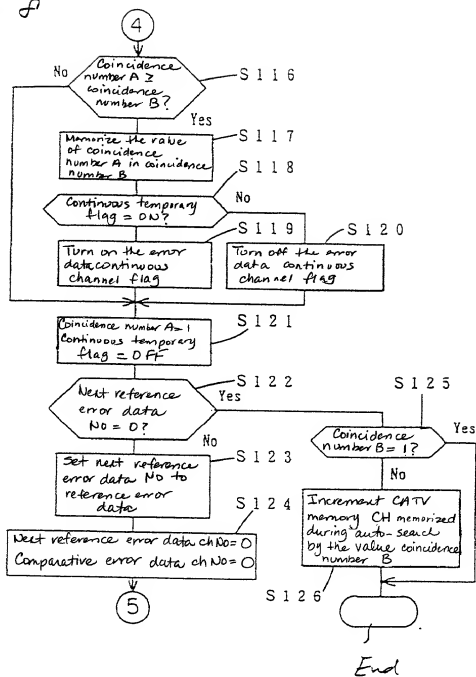 4
Coincidence
number A ≥
coincidence
number B?
No
S116
Yes
Memorize the value
of coincidence
number A in coincidence
number B
S117
S118
Continuous temporary
flag = ON?
No
S119
S120
Turn on the error
data continuous
channel flag
Turn off the error
data continuous
channel flag
S121
Coincidence number A=1
Continuous temporary
flag = OFF
S122
Next reference
error data
No = 0?
Yes
No
S125
Coincidence
number B=1?
Yes
No
S123
Set next reference
error data No to
reference error
data
S124
Next reference error data ch No = 0
Comparative error data ch No = 0
5
Increment CATV
memory CH memorized
during auto-search
by the value coincidence
number B
S126
End